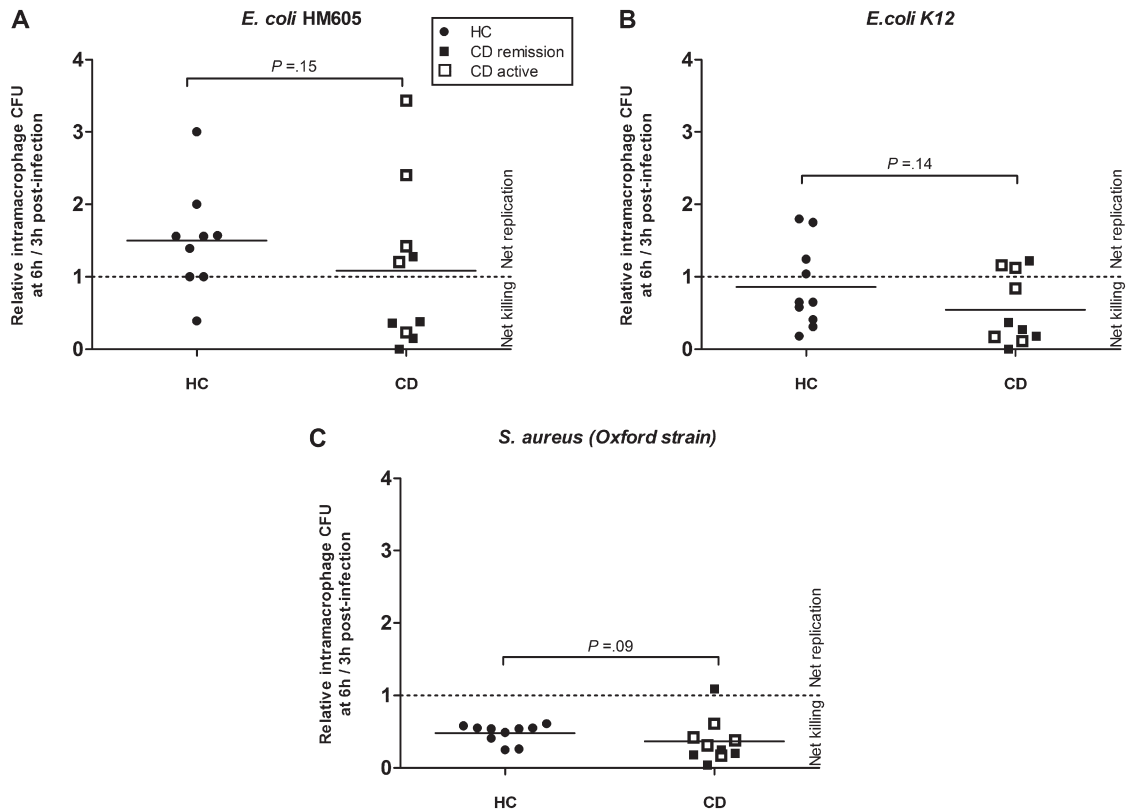 A
E. coli HM605
HC
CD remission
CD active
P =.15
4
3
2
1
0
Relative intramacrophage CFU
at 6h / 3h post-infection
Net killing Net replication
HC
CD
B
E.coli K12
P =.14
4
3
2
1
0
Relative intramacrophage CFU
at 6h / 3h post-infection
Net killing Net replication
HC
CD
C
S. aureus (Oxford strain)
P =.09
4
3
2
1
0
Relative intramacrophage CFU
at 6h / 3h post-infection
Net killing Net replication
HC
CD